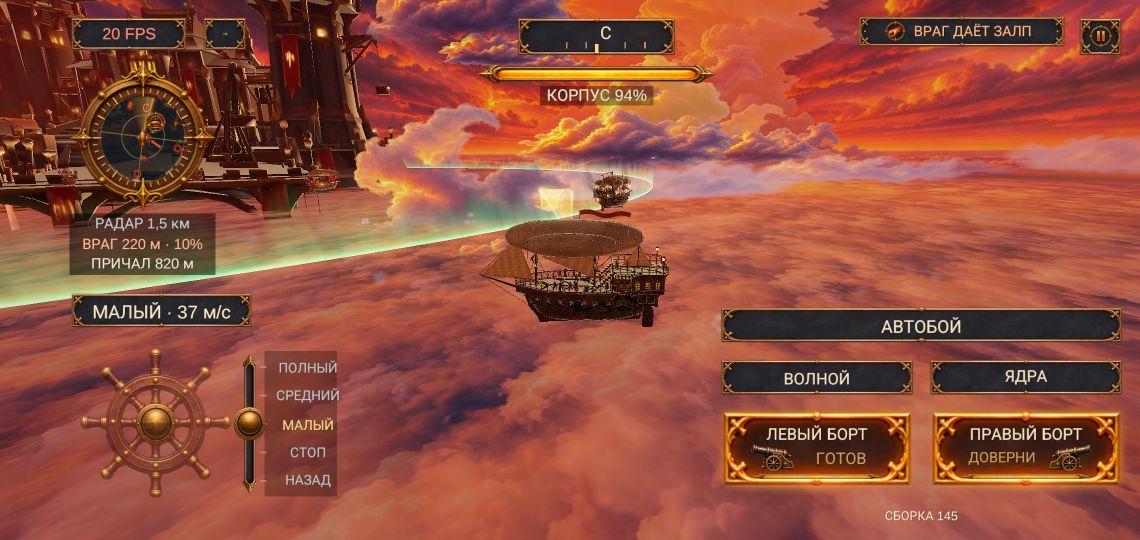 20 FPS
С
ВРАГ ДАЁТ ЗАЛП
КОРПУС 94%
РАДАР 1,5 км
ВРАГ 220 м · 10%
ПРИЧАЛ 820 м
МАЛЫЙ · 37 м/с
ПОЛНЫЙ
СРЕДНИЙ
МАЛЫЙ
СТОП
НАЗАД
АВТОБОЙ
ВОЛНОЙ
ЯДРА
ЛЕВЫЙ БОРТ
ГОТОВ
ПРАВЫЙ БОРТ
ДОВЕРНИ
СБОРКА 145